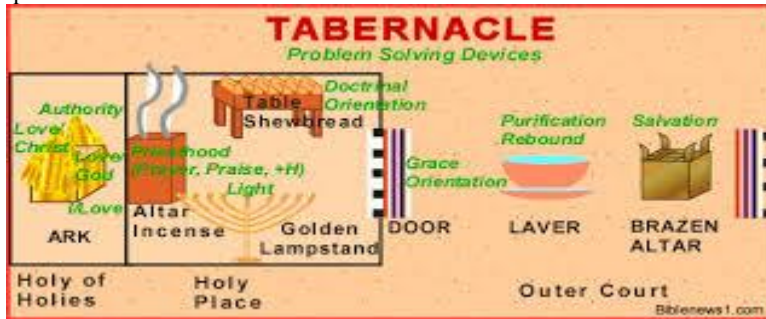 TABERNACLE
Problem Solving Devices
Authority
Love/
Christ
Love/
God
i/Love
ARK
Priesthood
(Prayer, Praise, +H)
Light
Altar
Incense
Table
Shewbread
Doctrinal
Orientation
Golden
Lampstand
Grace
Orientation
DOOR
Purification
Rebound
LAVER
Salvation
BRAZEN
ALTAR
Holy of
Holies
Holy
Place
Outer Court
Biblenews1.com